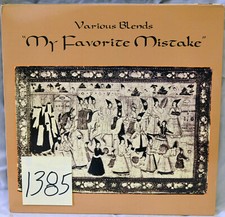 Various Blends
"My Favorite Mistake"
1385